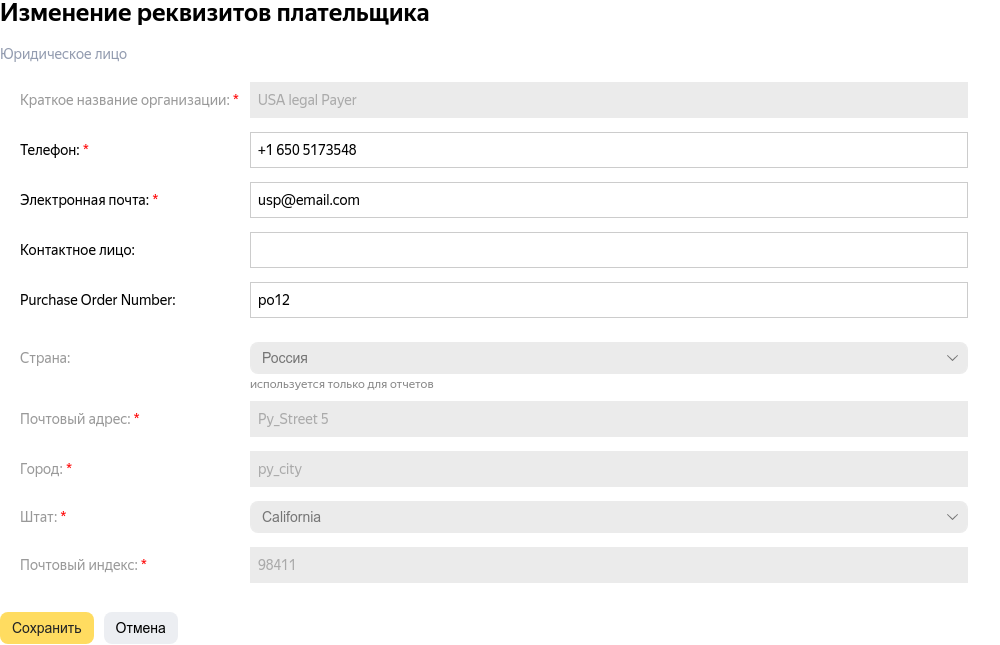 Изменение реквизитов плательщика
Юридическое лицо
Краткое название организации: * USA legal Payer
Телефон: * +1 650 5173548
Электронная почта: * usp@email.com
Контактное лицо:
Purchase Order Number: po12
Страна: Россия
используется только для отчетов
Почтовый адрес: * Py_Street 5
Город: * py_city
Штат: * California
Почтовый индекс: * 98411
Сохранить Отмена